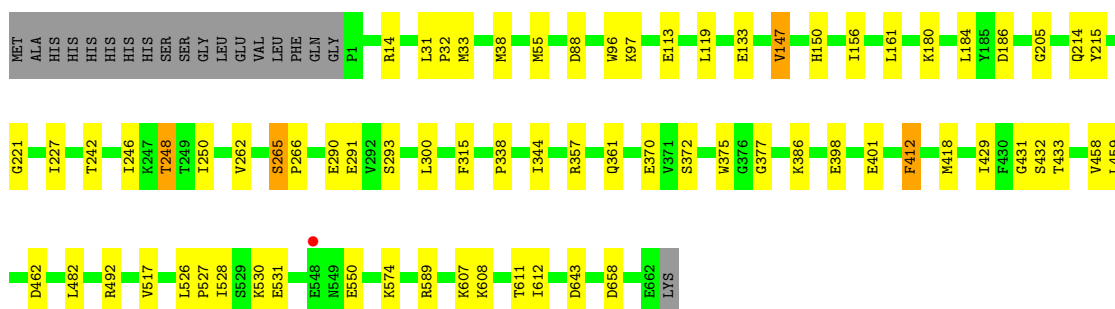 MET ALA HIS HIS HIS HIS HIS HIS SER SER GLY LEU GLU VAL LEU PHE GLN GLY P1 R14 L31 P32 M33 M38 M55 D88 W96 K97 E113 L119 E133 V147 H150 I156 L161 K180 L184 Y185 D186 G205 Q214 Y215
G221 I227 T242 I246 K247 T248 T249 I250 V262 S265 P266 E290 E291 V292 S293 L300 F315 P338 I344 R357 Q361 E370 V371 S372 W375 G376 G377 K386 E398 E401 F412 M418 I429 F430 G431 S432 T433 V458 L459
D462 L482 R492 V517 L526 P527 I528 S529 K530 E531 E548 N549 E550 K574 R589 K607 K608 T611 I612 D643 D658 E662 LYS